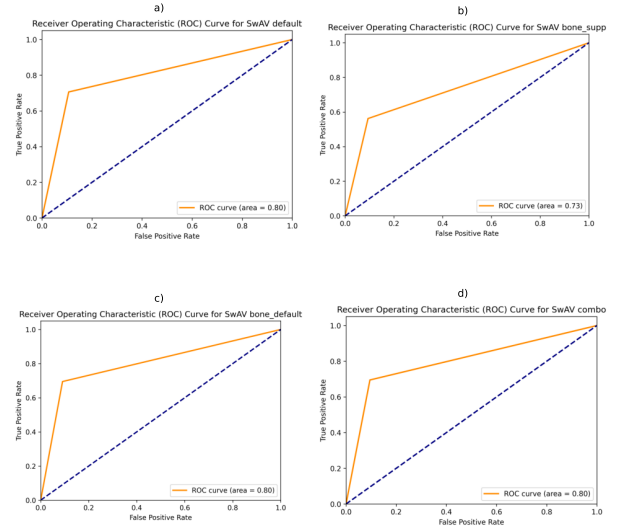 a)
Receiver Operating Characteristic (ROC) Curve for SwAV default
1.0
0.8
0.6
0.4
0.2
0.0
True Positive Rate
ROC curve (area = 0.80)
0.0 0.2 0.4 0.6 0.8 1.0
False Positive Rate
b)
Receiver Operating Characteristic (ROC) Curve for SwAV bone_supp
1.0
0.8
0.6
0.4
0.2
0.0
True Positive Rate
ROC curve (area = 0.73)
0.0 0.2 0.4 0.6 0.8 1.0
False Positive Rate
c)
Receiver Operating Characteristic (ROC) Curve for SwAV bone_default
1.0
0.8
0.6
0.4
0.2
0.0
True Positive Rate
ROC curve (area = 0.80)
0.0 0.2 0.4 0.6 0.8 1.0
False Positive Rate
d)
Receiver Operating Characteristic (ROC) Curve for SwAV combo
1.0
0.8
0.6
0.4
0.2
0.0
True Positive Rate
ROC curve (area = 0.80)
0.0 0.2 0.4 0.6 0.8 1.0
False Positive Rate